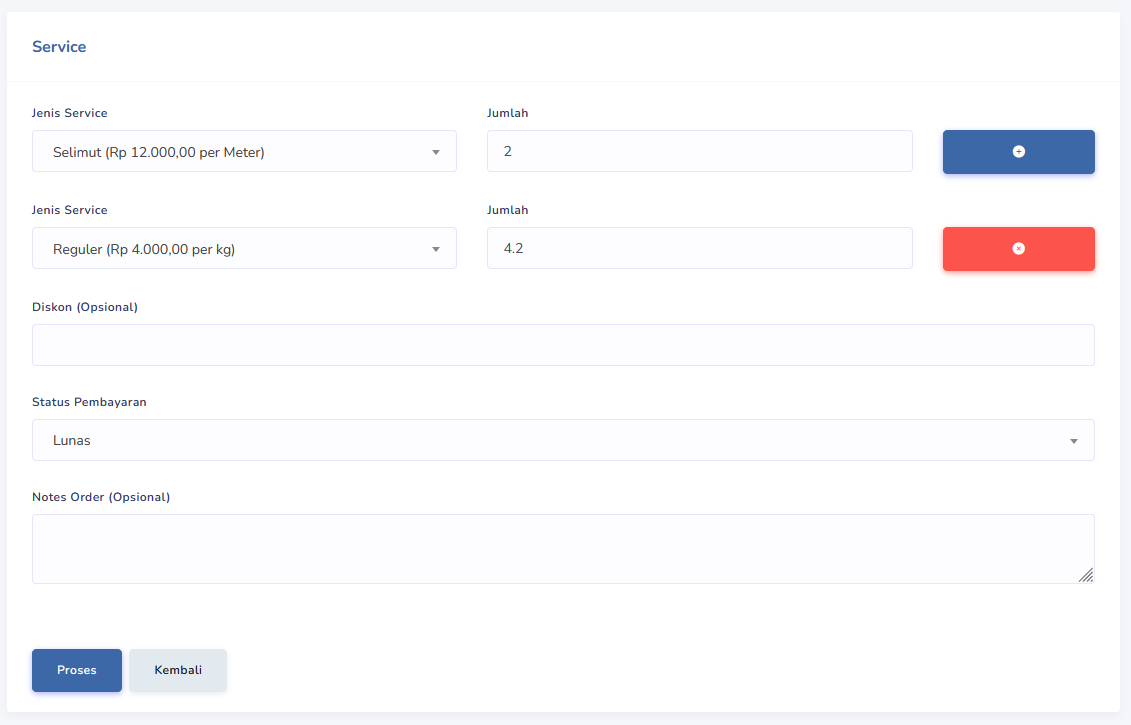 Service
Jenis Service
Jumlah
Selimut (Rp 12.000,00 per Meter)
2
Jenis Service
Jumlah
Reguler (Rp 4.000,00 per kg)
4.2
Diskon (Opsional)
Status Pembayaran
Lunas
Notes Order (Opsional)
Proses
Kembali